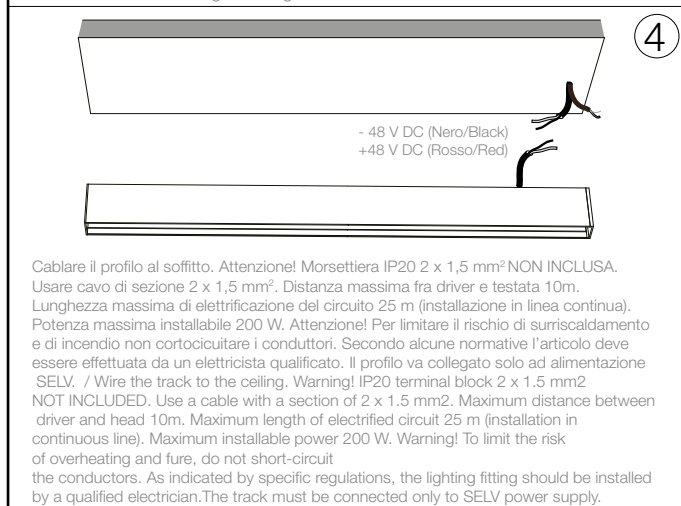 4
- 48 V DC (Nero/Black)
+48 V DC (Rosso/Red)
Cablare il profilo al soffitto. Attenzione! Morsettiera IP20 2 x 1,5 mm² NON INCLUSA.
Usare cavo di sezione 2 x 1,5 mm². Distanza massima fra driver e testata 10m.
Lunghezza massima di elettrificazione del circuito 25 m (installazione in linea continua).
Potenza massima installabile 200 W. Attenzione! Per limitare il rischio di surriscaldamento
e di incendio non cortocicuitare i conduttori. Secondo alcune normative l'articolo deve
essere effettuata da un elettricista qualificato. Il profilo va collegato solo ad alimentazione
SELV. / Wire the track to the ceiling. Warning! IP20 terminal block 2 x 1.5 mm2
NOT INCLUDED. Use a cable with a section of 2 x 1.5 mm2. Maximum distance between
driver and head 10m. Maximum length of electrified circuit 25 m (installation in
continuous line). Maximum installable power 200 W. Warning! To limit the risk
of overheating and fure, do not short-circuit
the conductors. As indicated by specific regulations, the lighting fitting should be installed
by a qualified electrician.The track must be connected only to SELV power supply.